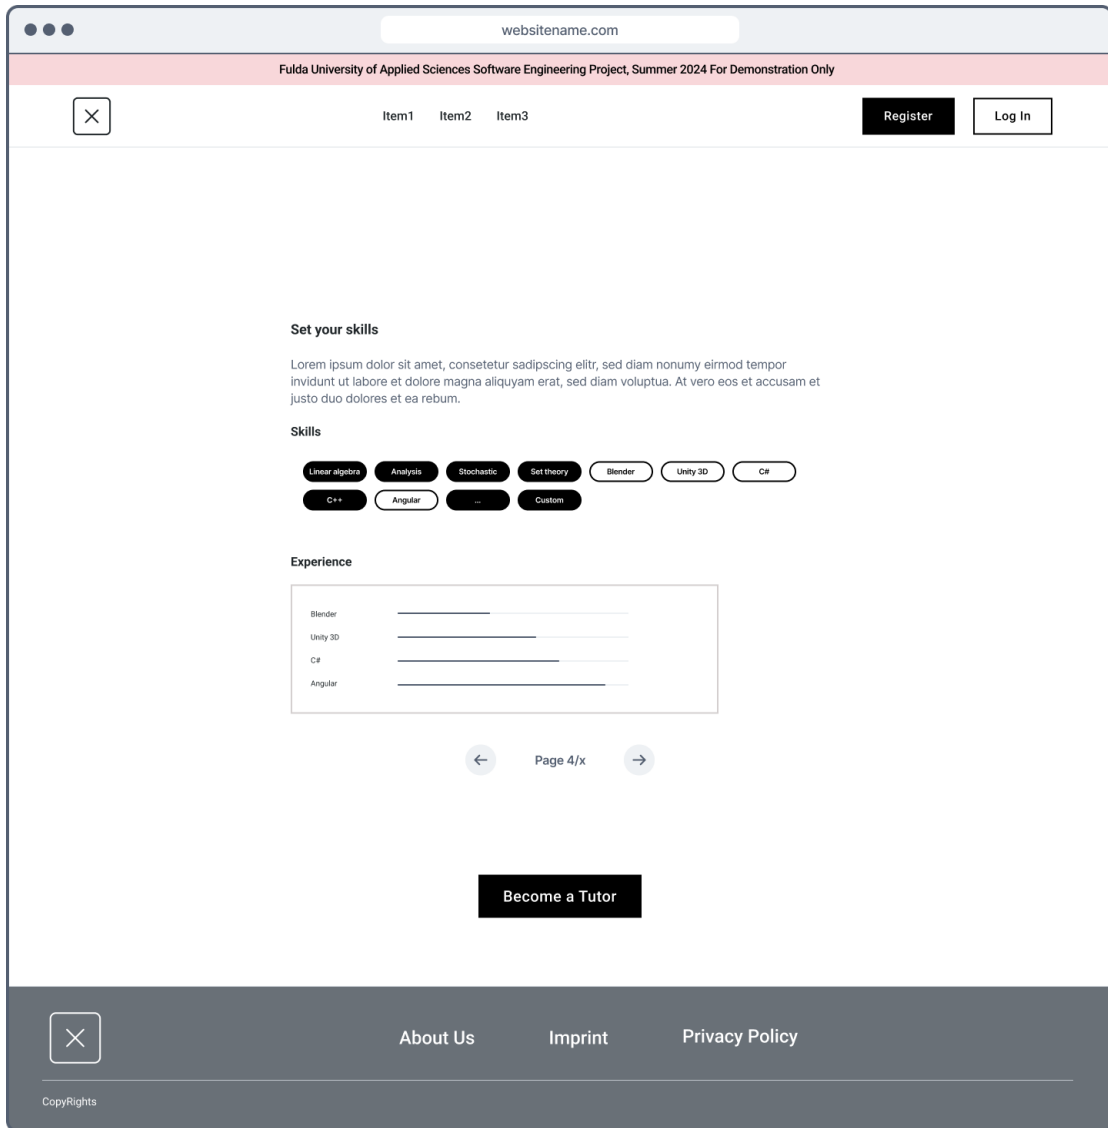 websitename.com
Fulda University of Applied Sciences Software Engineering Project, Summer 2024 For Demonstration Only
Item1 Item2 Item3 Register Log In
Set your skills
Lorem ipsum dolor sit amet, consetetur sadipscing elitr, sed diam nonumy eirmod tempor
invidunt ut labore et dolore magna aliquyam erat, sed diam voluptua. At vero eos et accusam et
justo duo dolores et ea rebum.
Skills
Linear algebra Analysis Stochastic Set theory Blender Unity 3D C#
C++ Angular ... Custom
Experience
Blender
Unity 3D
C#
Angular
Page 4/x
Become a Tutor
About Us Imprint Privacy Policy
CopyRights